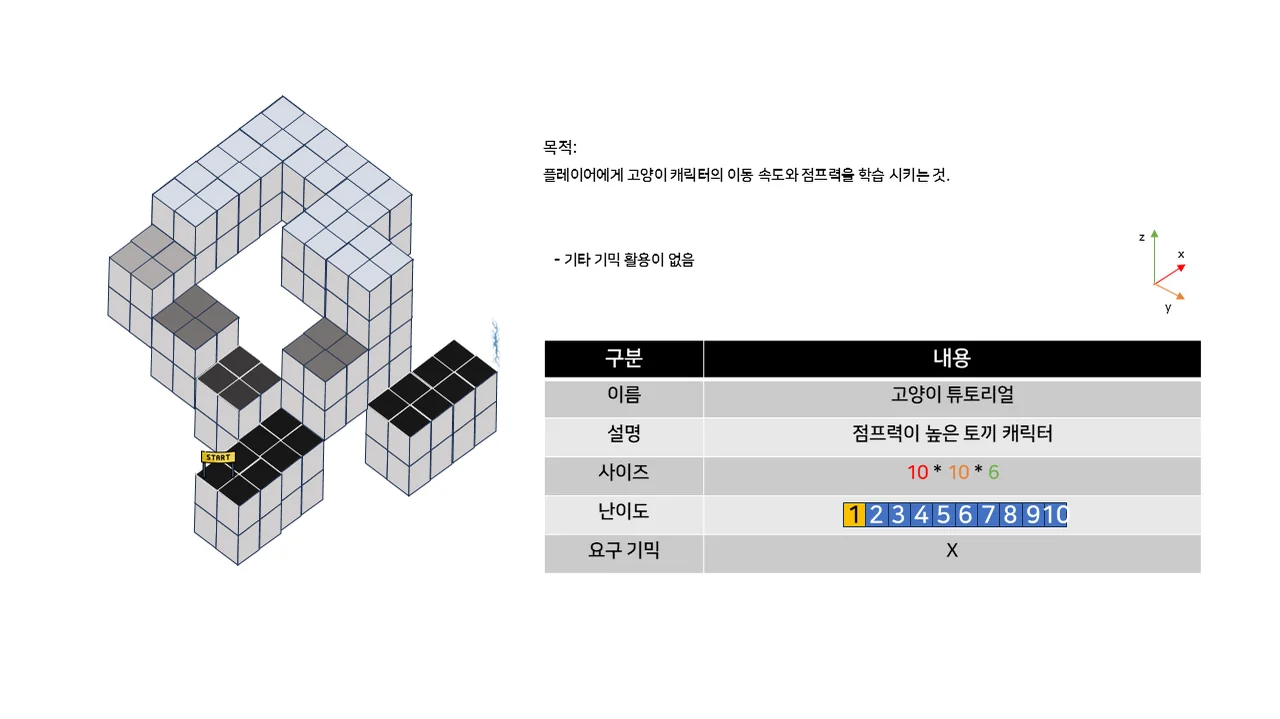 목적:
플레이어에게 고양이 캐릭터의 이동 속도와 점프력을 학습 시키는 것.
- 기타 기믹 활용이 없음
z
x
y
START
구분 내용
이름 고양이 튜토리얼
설명 점프력이 높은 토끼 캐릭터
사이즈 10 * 10 * 6
난이도 1 2 3 4 5 6 7 8 9 10
요구 기믹 X